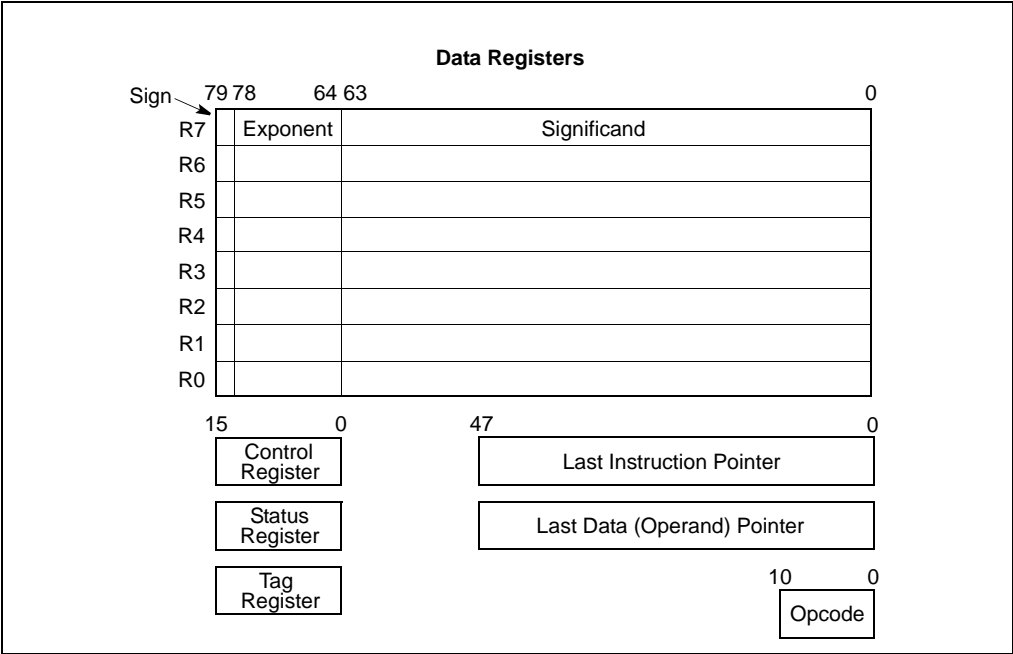 Data Registers
Sign 79 78 64 63 0
R7 Exponent Significand
R6
R5
R4
R3
R2
R1
R0
15 0 47 0
Control
Register
Last Instruction Pointer
Status
Register
Last Data (Operand) Pointer
Tag
Register
10 0
Opcode